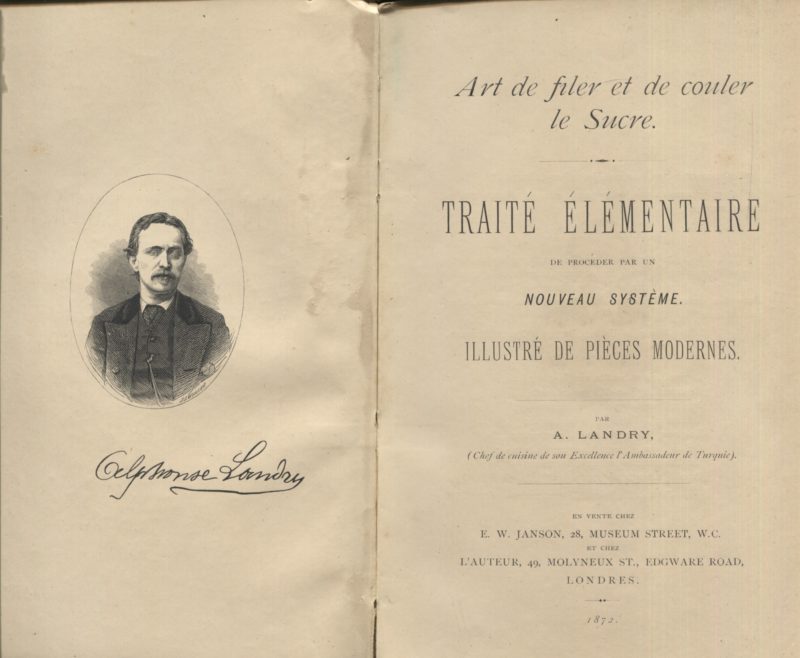 Alphonse Landry
Art de filer et de couler
le Sucre.
TRAITÉ ÉLÉMENTAIRE
DE PROCÉDER PAR UN
NOUVEAU SYSTÈME.
ILLUSTRÉ DE PIÈCES MODERNES.
PAR
A. LANDRY,
(Chef de cuisine de son Excellence l'Ambassadeur de Turquie).
EN VENTE CHEZ
E. W. JANSON, 28, MUSEUM STREET, W.C.
ET CHEZ
L'AUTEUR, 49, MOLYNEUX ST., EDGWARE ROAD,
LONDRES.
1872.